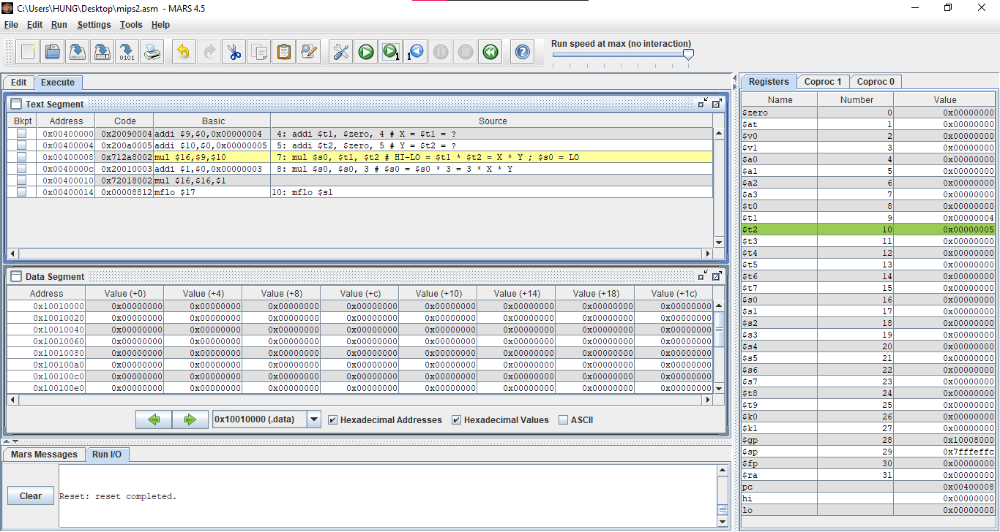 C:\Users\HUNG\Desktop\mips2.asm - MARS 4.5
File Edit Run Settings Tools Help
Run speed at max (no interaction)
Edit Execute
Text Segment
Bkpt Address Code Basic Source
0x00400000 0x20090004 addi $9,$0,0x00000004 4: addi $t1, $zero, 4 # X = $t1 = ?
0x00400004 0x200a0005 addi $10,$0,0x00000005 5: addi $t2, $zero, 5 # Y = $t2 = ?
0x00400008 0x712a8002 mul $16,$9,$10 7: mul $s0, $t1, $t2 # HI-LO = $t1 * $t2 = X * Y ; $s0 = LO
0x0040000c 0x20010003 addi $1,$0,0x00000003 8: mul $s0, $s0, 3 # $s0 = $s0 * 3 = 3 * X * Y
0x00400010 0x72018002 mul $16,$16,$1
0x00400014 0x00008812 mflo $17 10: mflo $s1
Data Segment
Address Value (+0) Value (+4) Value (+8) Value (+c) Value (+10) Value (+14) Value (+18) Value (+1c)
0x10010000 0x00000000 0x00000000 0x00000000 0x00000000 0x00000000 0x00000000 0x00000000 0x00000000
0x10010020 0x00000000 0x00000000 0x00000000 0x00000000 0x00000000 0x00000000 0x00000000 0x00000000
0x10010040 0x00000000 0x00000000 0x00000000 0x00000000 0x00000000 0x00000000 0x00000000 0x00000000
0x10010060 0x00000000 0x00000000 0x00000000 0x00000000 0x00000000 0x00000000 0x00000000 0x00000000
0x10010080 0x00000000 0x00000000 0x00000000 0x00000000 0x00000000 0x00000000 0x00000000 0x00000000
0x100100a0 0x00000000 0x00000000 0x00000000 0x00000000 0x00000000 0x00000000 0x00000000 0x00000000
0x100100c0 0x00000000 0x00000000 0x00000000 0x00000000 0x00000000 0x00000000 0x00000000 0x00000000
0x100100e0 0x00000000 0x00000000 0x00000000 0x00000000 0x00000000 0x00000000 0x00000000 0x00000000
0x10010000 (.data) Hexadecimal Addresses Hexadecimal Values ASCII
Mars Messages Run I/O
Clear
Reset: reset completed.
Registers Coproc 1 Coproc 0
Name Number Value
$zero 0 0x00000000
$at 1 0x00000000
$v0 2 0x00000000
$v1 3 0x00000000
$a0 4 0x00000000
$a1 5 0x00000000
$a2 6 0x00000000
$a3 7 0x00000000
$t0 8 0x00000000
$t1 9 0x00000004
$t2 10 0x00000005
$t3 11 0x00000000
$t4 12 0x00000000
$t5 13 0x00000000
$t6 14 0x00000000
$t7 15 0x00000000
$s0 16 0x00000000
$s1 17 0x00000000
$s2 18 0x00000000
$s3 19 0x00000000
$s4 20 0x00000000
$s5 21 0x00000000
$s6 22 0x00000000
$s7 23 0x00000000
$t8 24 0x00000000
$t9 25 0x00000000
$k0 26 0x00000000
$k1 27 0x00000000
$gp 28 0x10008000
$sp 29 0x7fffeffc
$fp 30 0x00000000
$ra 31 0x00000000
pc 0x00400008
hi 0x00000000
lo 0x00000000